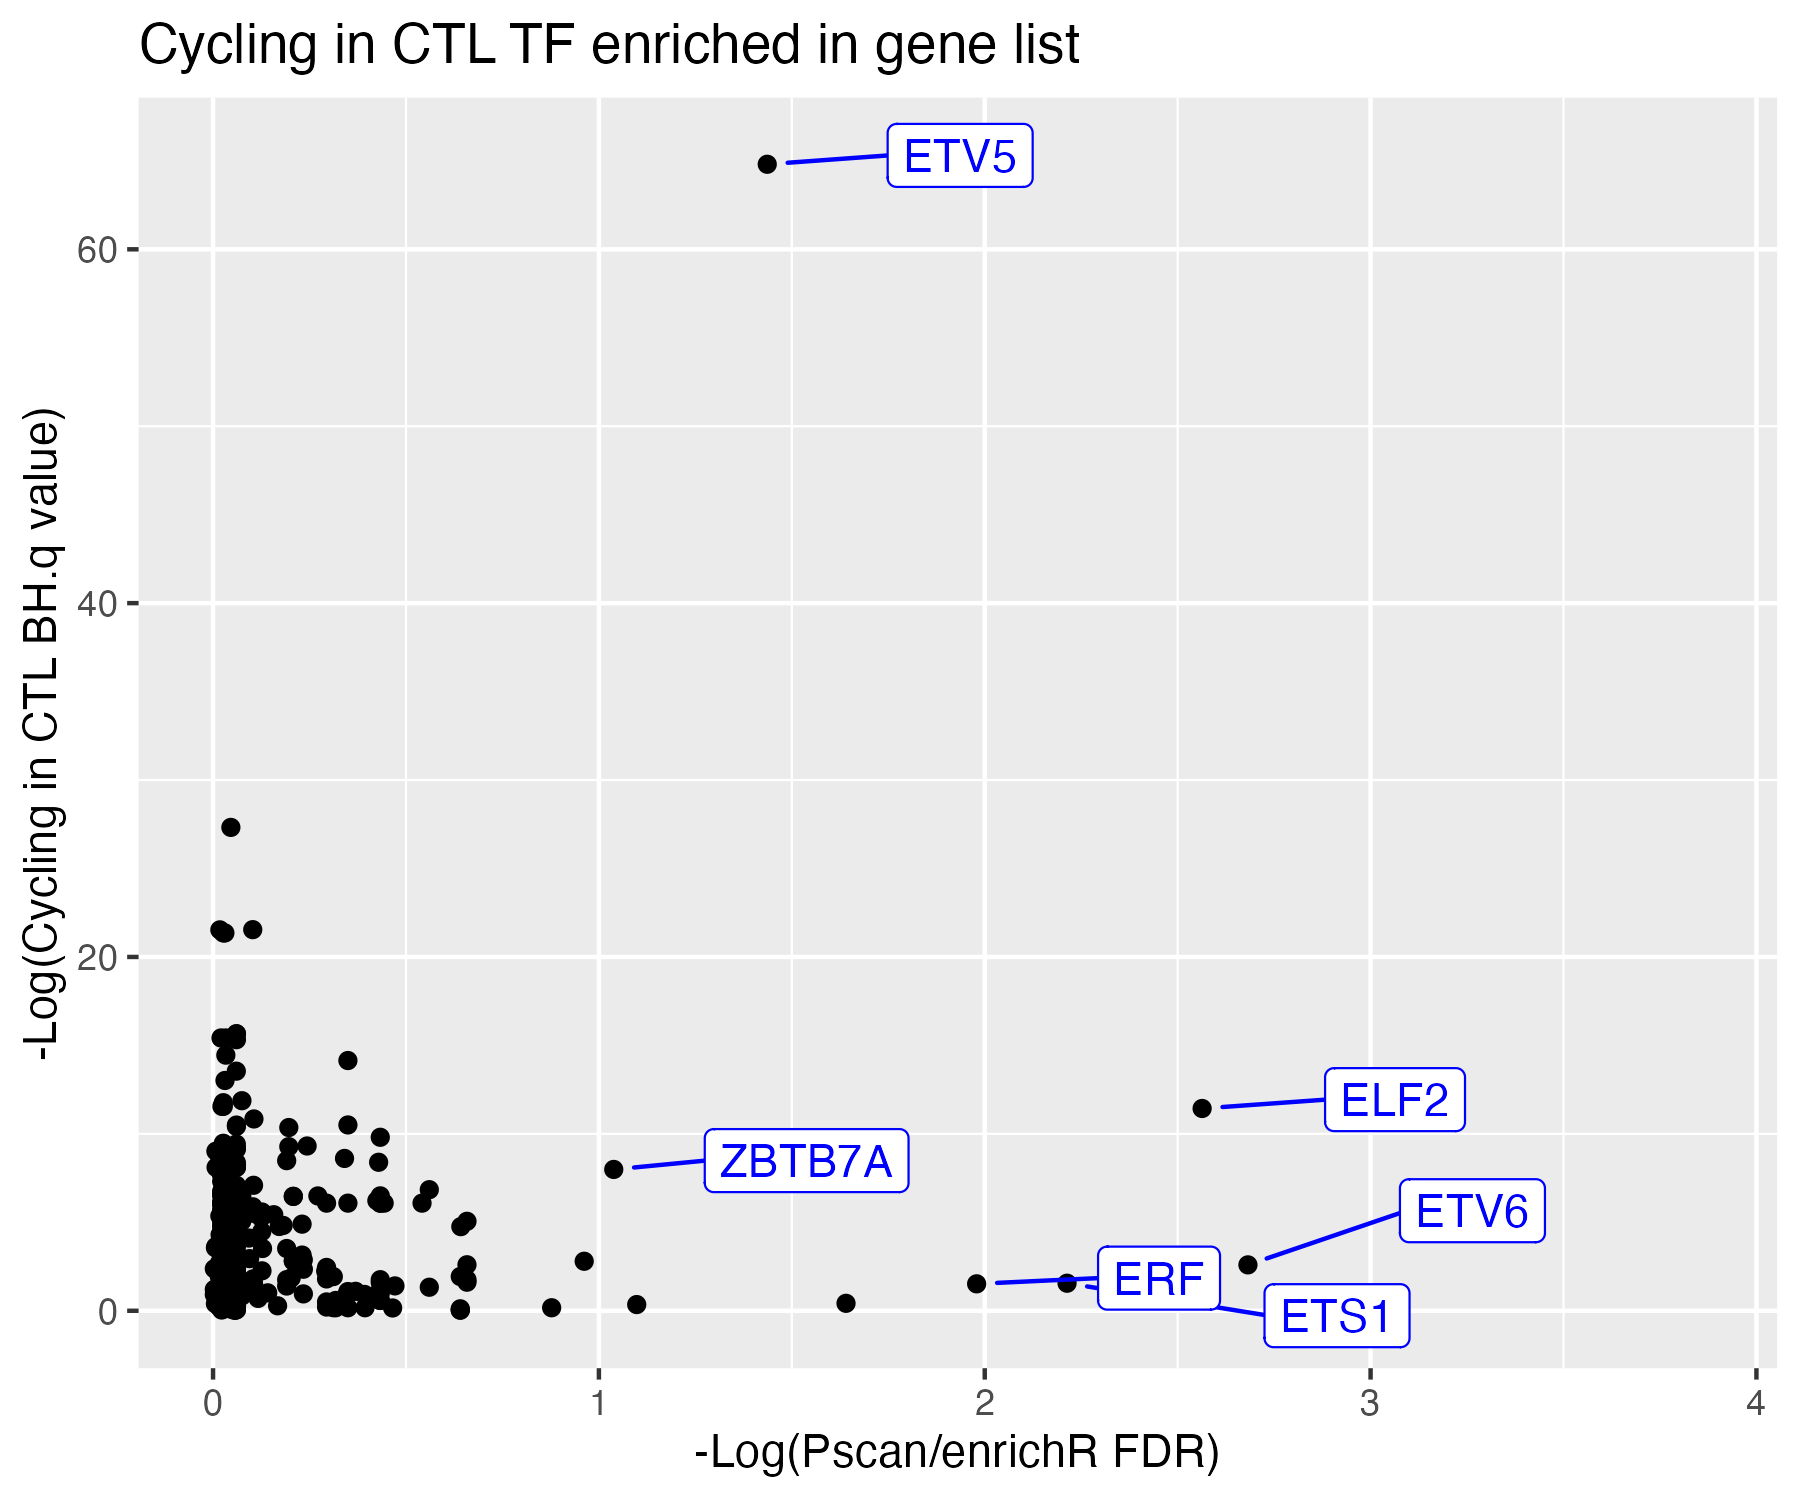 Cycling in CTL TF enriched in gene list
ETV5
60
40
20
ELF2
ZBTB7A
ETV6
ERF
ETS1
0
0 1 2 3 4
-Log(Pscan/enrichR FDR)
-Log(Cycling in CTL BH.q value)